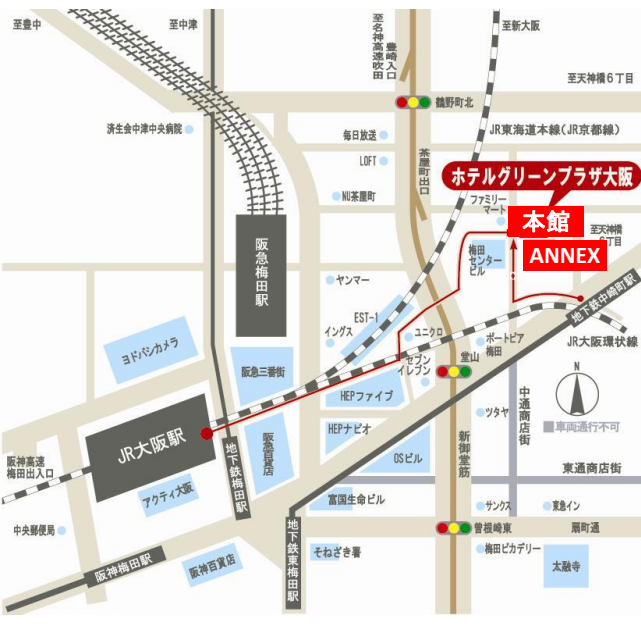 至豊中
至中津
至名神高速吹田
豊崎入口
至新大阪
至天神橋6丁目
鶴野町北
済生会中津中央病院
毎日放送
JR東海道本線(JR京都線)
LOFT
茶屋町出口
NU茶屋町
ホテルグリーンプラザ大阪
ファミリー
マート
本館
至天神橋
6丁目
ANNEX
阪急梅田駅
梅田
センター
ビル
ヤンマー
地下鉄中崎町駅
EST-1
イングス
ユニクロ
ポートピア
梅田
JR大阪環状線
ヨドバシカメラ
阪急三番街
セブン
イレブン
堂山
N
HEPファイブ
中通商店街
車両通行不可
ツタヤ
JR大阪駅
地下鉄梅田駅
阪急百貨店
HEPナビオ
新御堂筋
OSビル
東通商店街
阪神高速
梅田出入口
アクティ大阪
富国生命ビル
サンクス
東急イン
中央郵便局
地下鉄東梅田駅
曽根崎東
扇町通
阪神梅田駅
阪神百貨店
そねざき署
梅田ピカデリー
太融寺